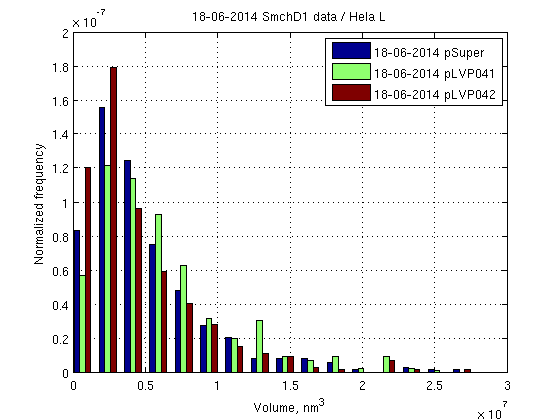 18-06-2014 SmchD1 data / Hela L
× 10⁻⁷
2
1.8
1.6
1.4
1.2
1
0.8
0.6
0.4
0.2
0
Normalized frequency
18-06-2014 pSuper
18-06-2014 pLVP041
18-06-2014 pLVP042
0 0.5 1 1.5 2 2.5 3
× 10⁷
Volume, nm³